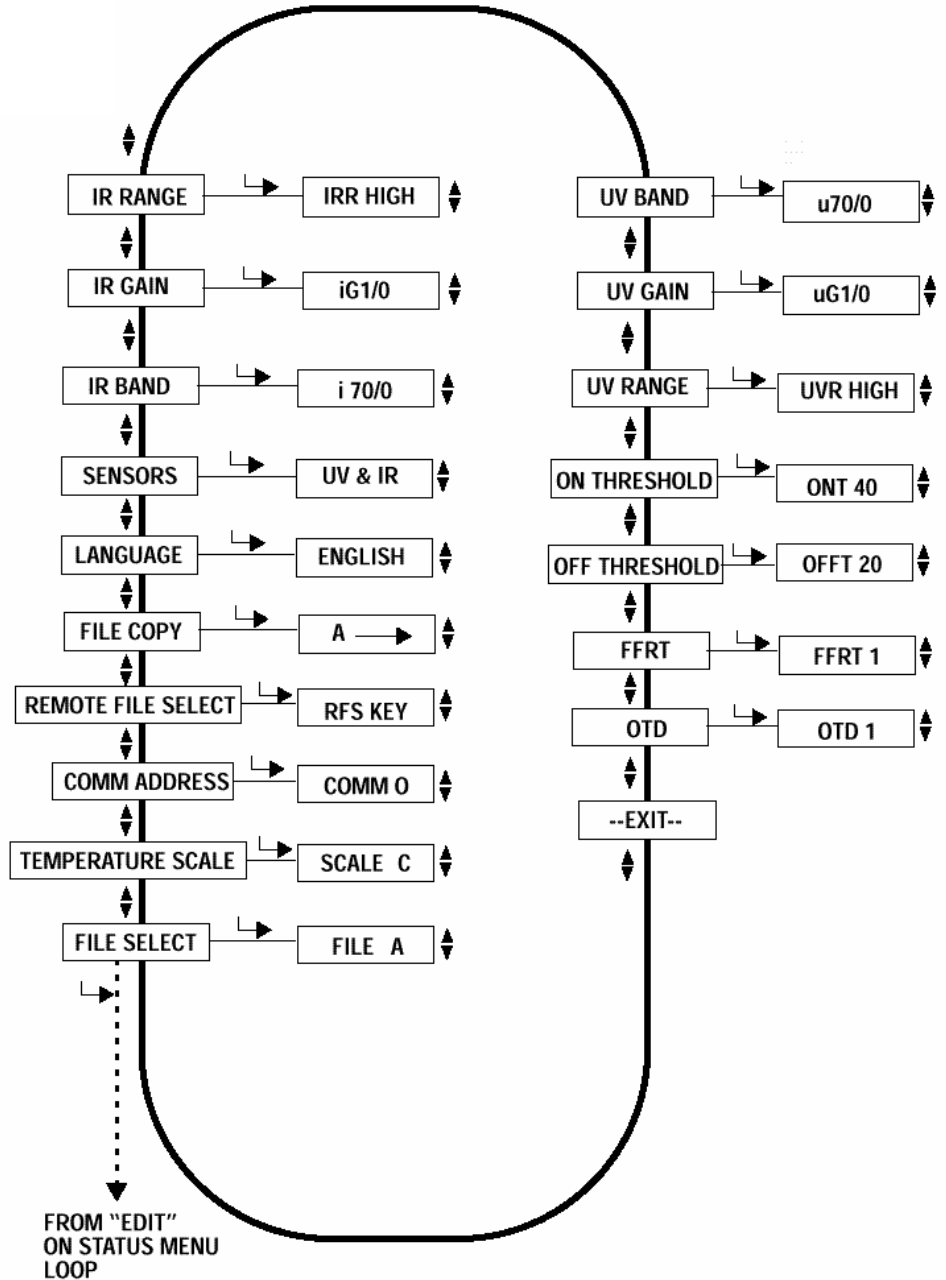 IR RANGE
IRR HIGH
IR GAIN
iG1/0
IR BAND
i 70/0
SENSORS
UV & IR
LANGUAGE
ENGLISH
FILE COPY
A
REMOTE FILE SELECT
RFS KEY
COMM ADDRESS
COMM O
TEMPERATURE SCALE
SCALE C
FILE SELECT
FILE A
FROM "EDIT"
ON STATUS MENU
LOOP
UV BAND
u70/0
UV GAIN
uG1/0
UV RANGE
UVR HIGH
ON THRESHOLD
ONT 40
OFF THRESHOLD
OFFT 20
FFRT
FFRT 1
OTD
OTD 1
--EXIT--